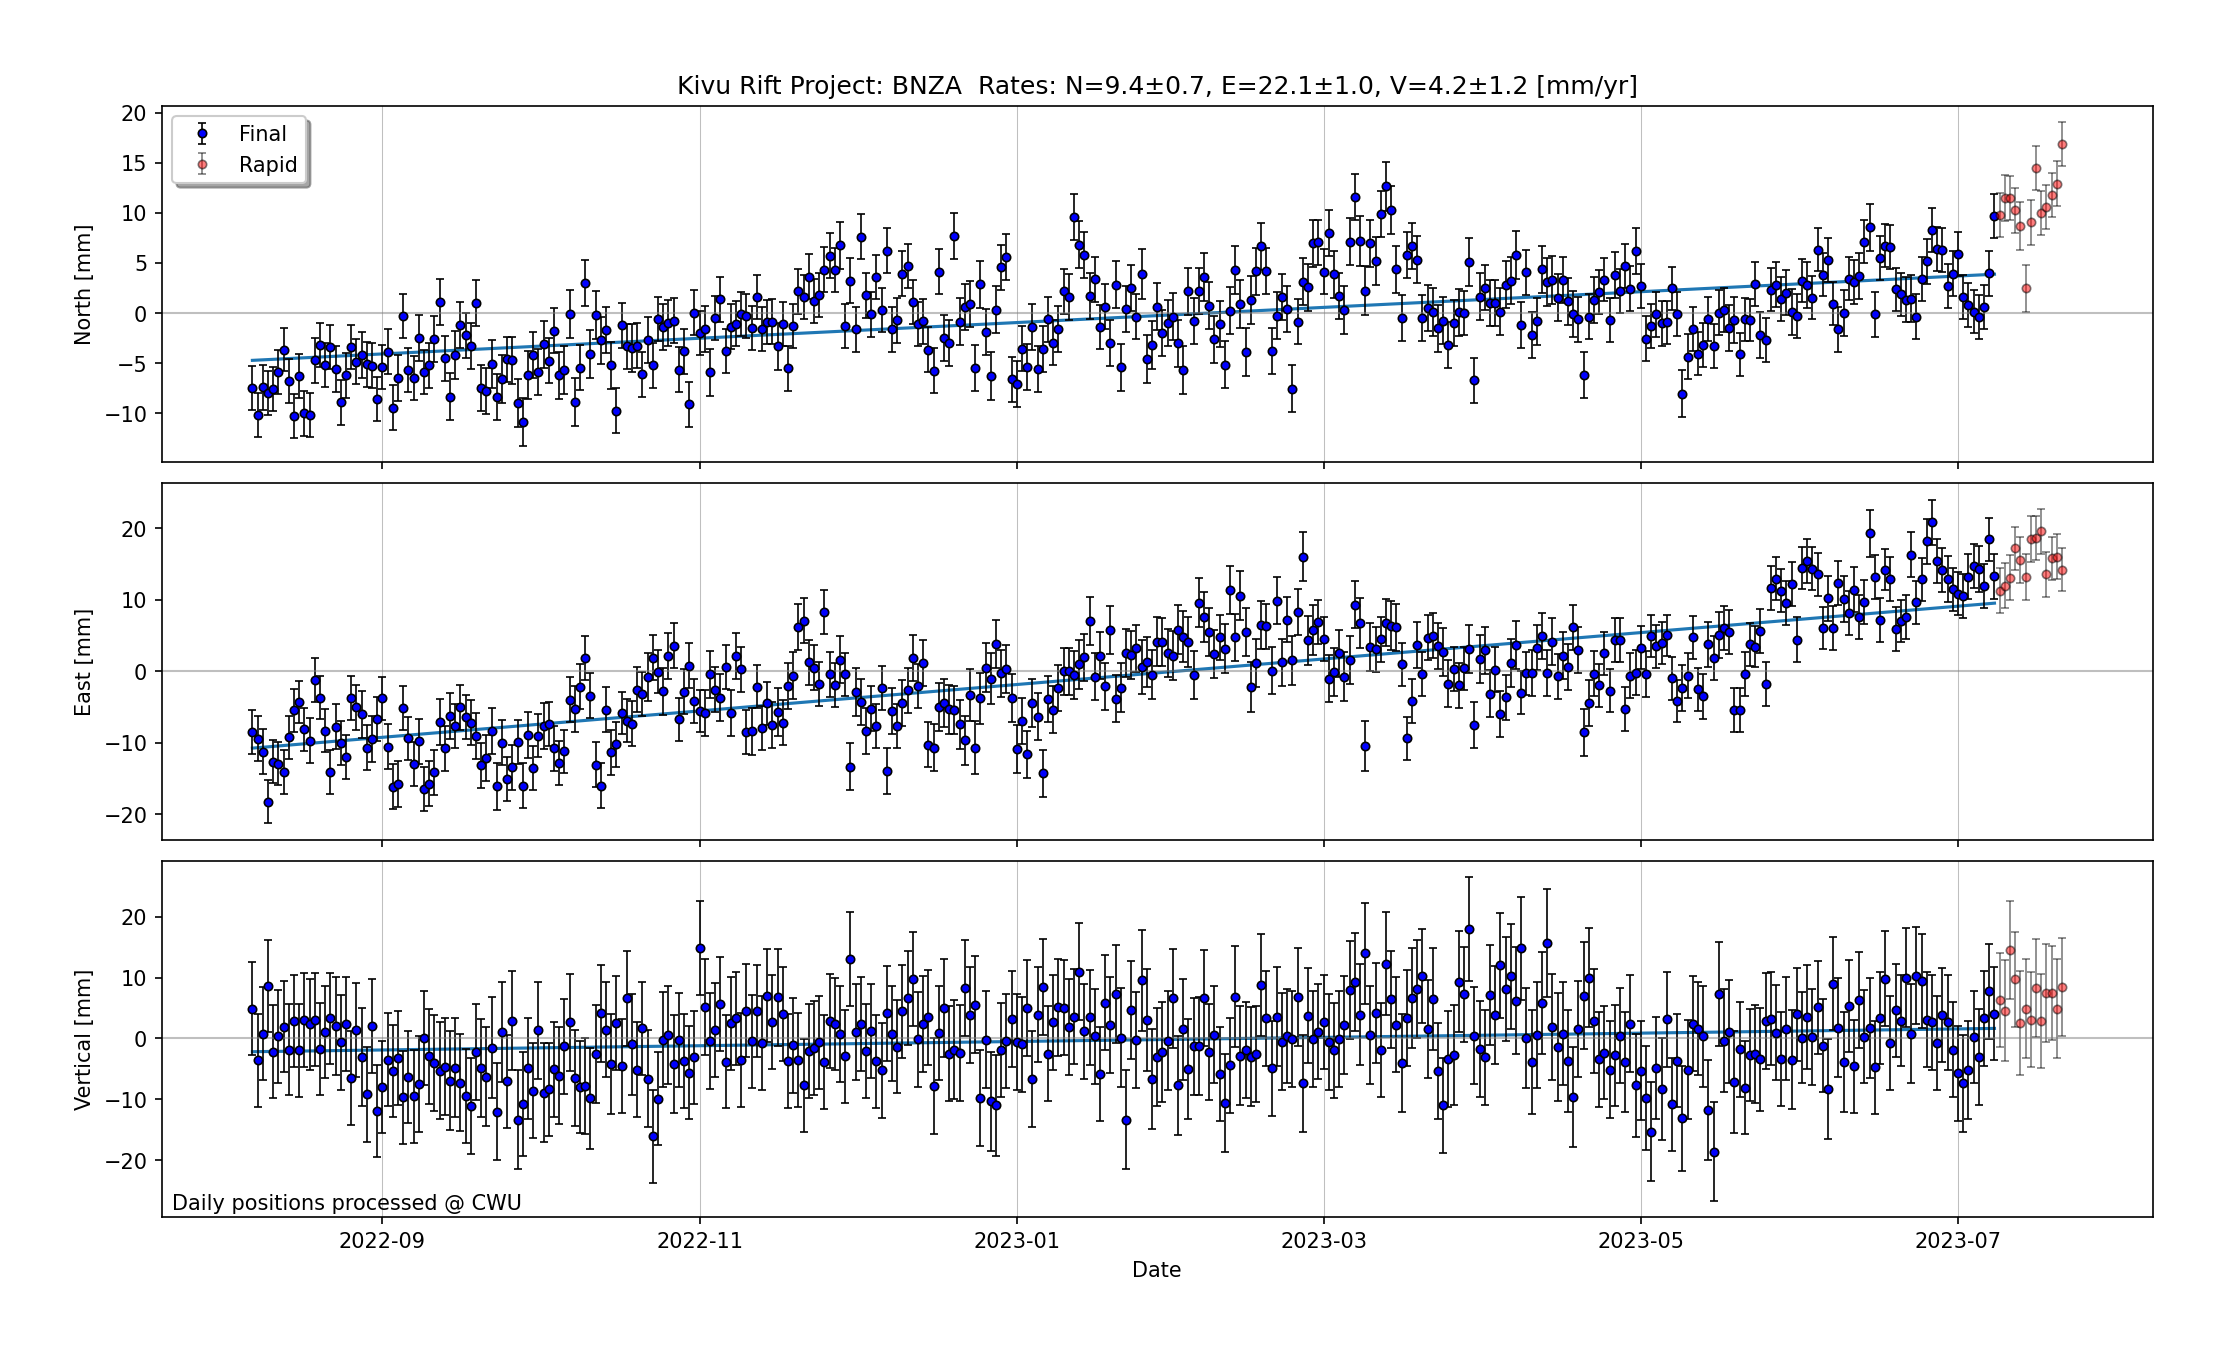 Kivu Rift Project: BNZA  Rates: N=9.4±0.7, E=22.1±1.0, V=4.2±1.2 [mm/yr]
Final
Rapid
North [mm]
20
15
10
5
0
−5
−10
East [mm]
20
10
0
−10
−20
Vertical [mm]
20
10
0
−10
−20
Daily positions processed @ CWU
2022-09 2022-11 2023-01 2023-03 2023-05 2023-07
Date